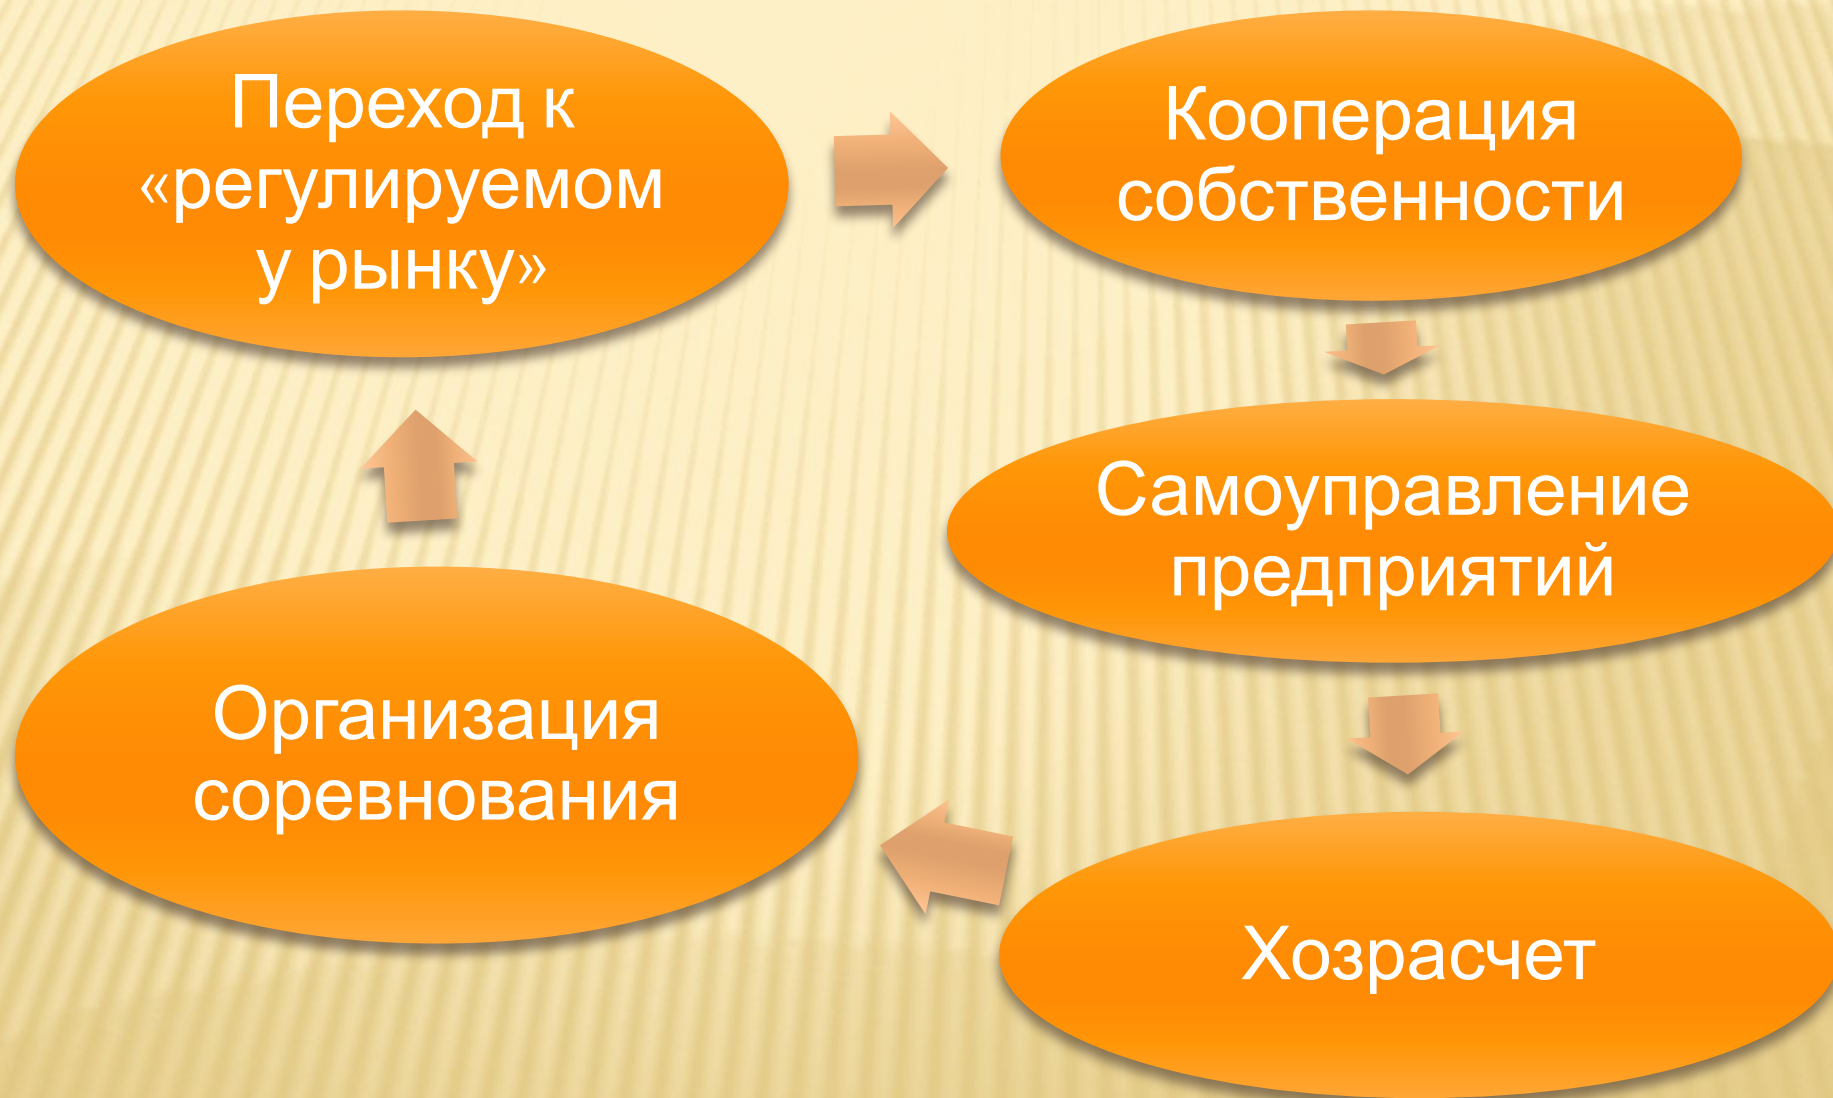 Переход к
«регулируемом
у рынку»
Кооперация
собственности
Самоуправление
предприятий
Хозрасчет
Организация
соревнования